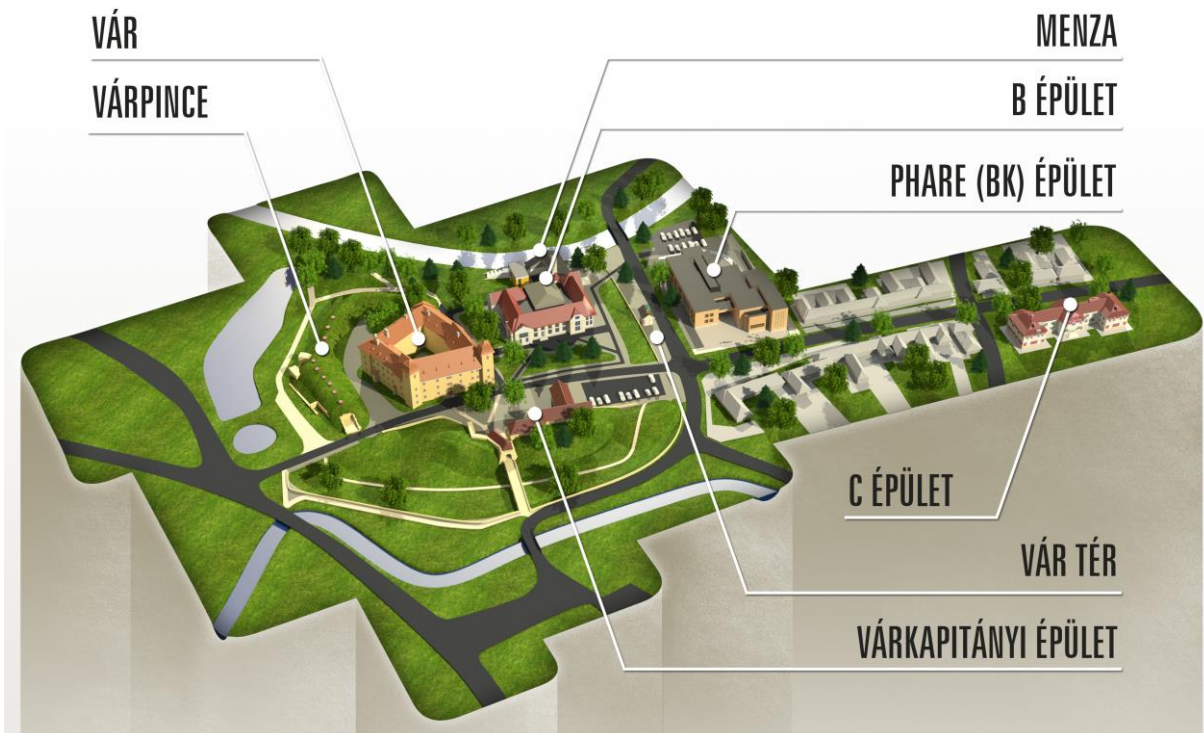 VÁR
VÁRPINCE
MENZA
B ÉPÜLET
PHARE (BK) ÉPÜLET
C ÉPÜLET
VÁR TÉR
VÁRKAPITÁNYI ÉPÜLET